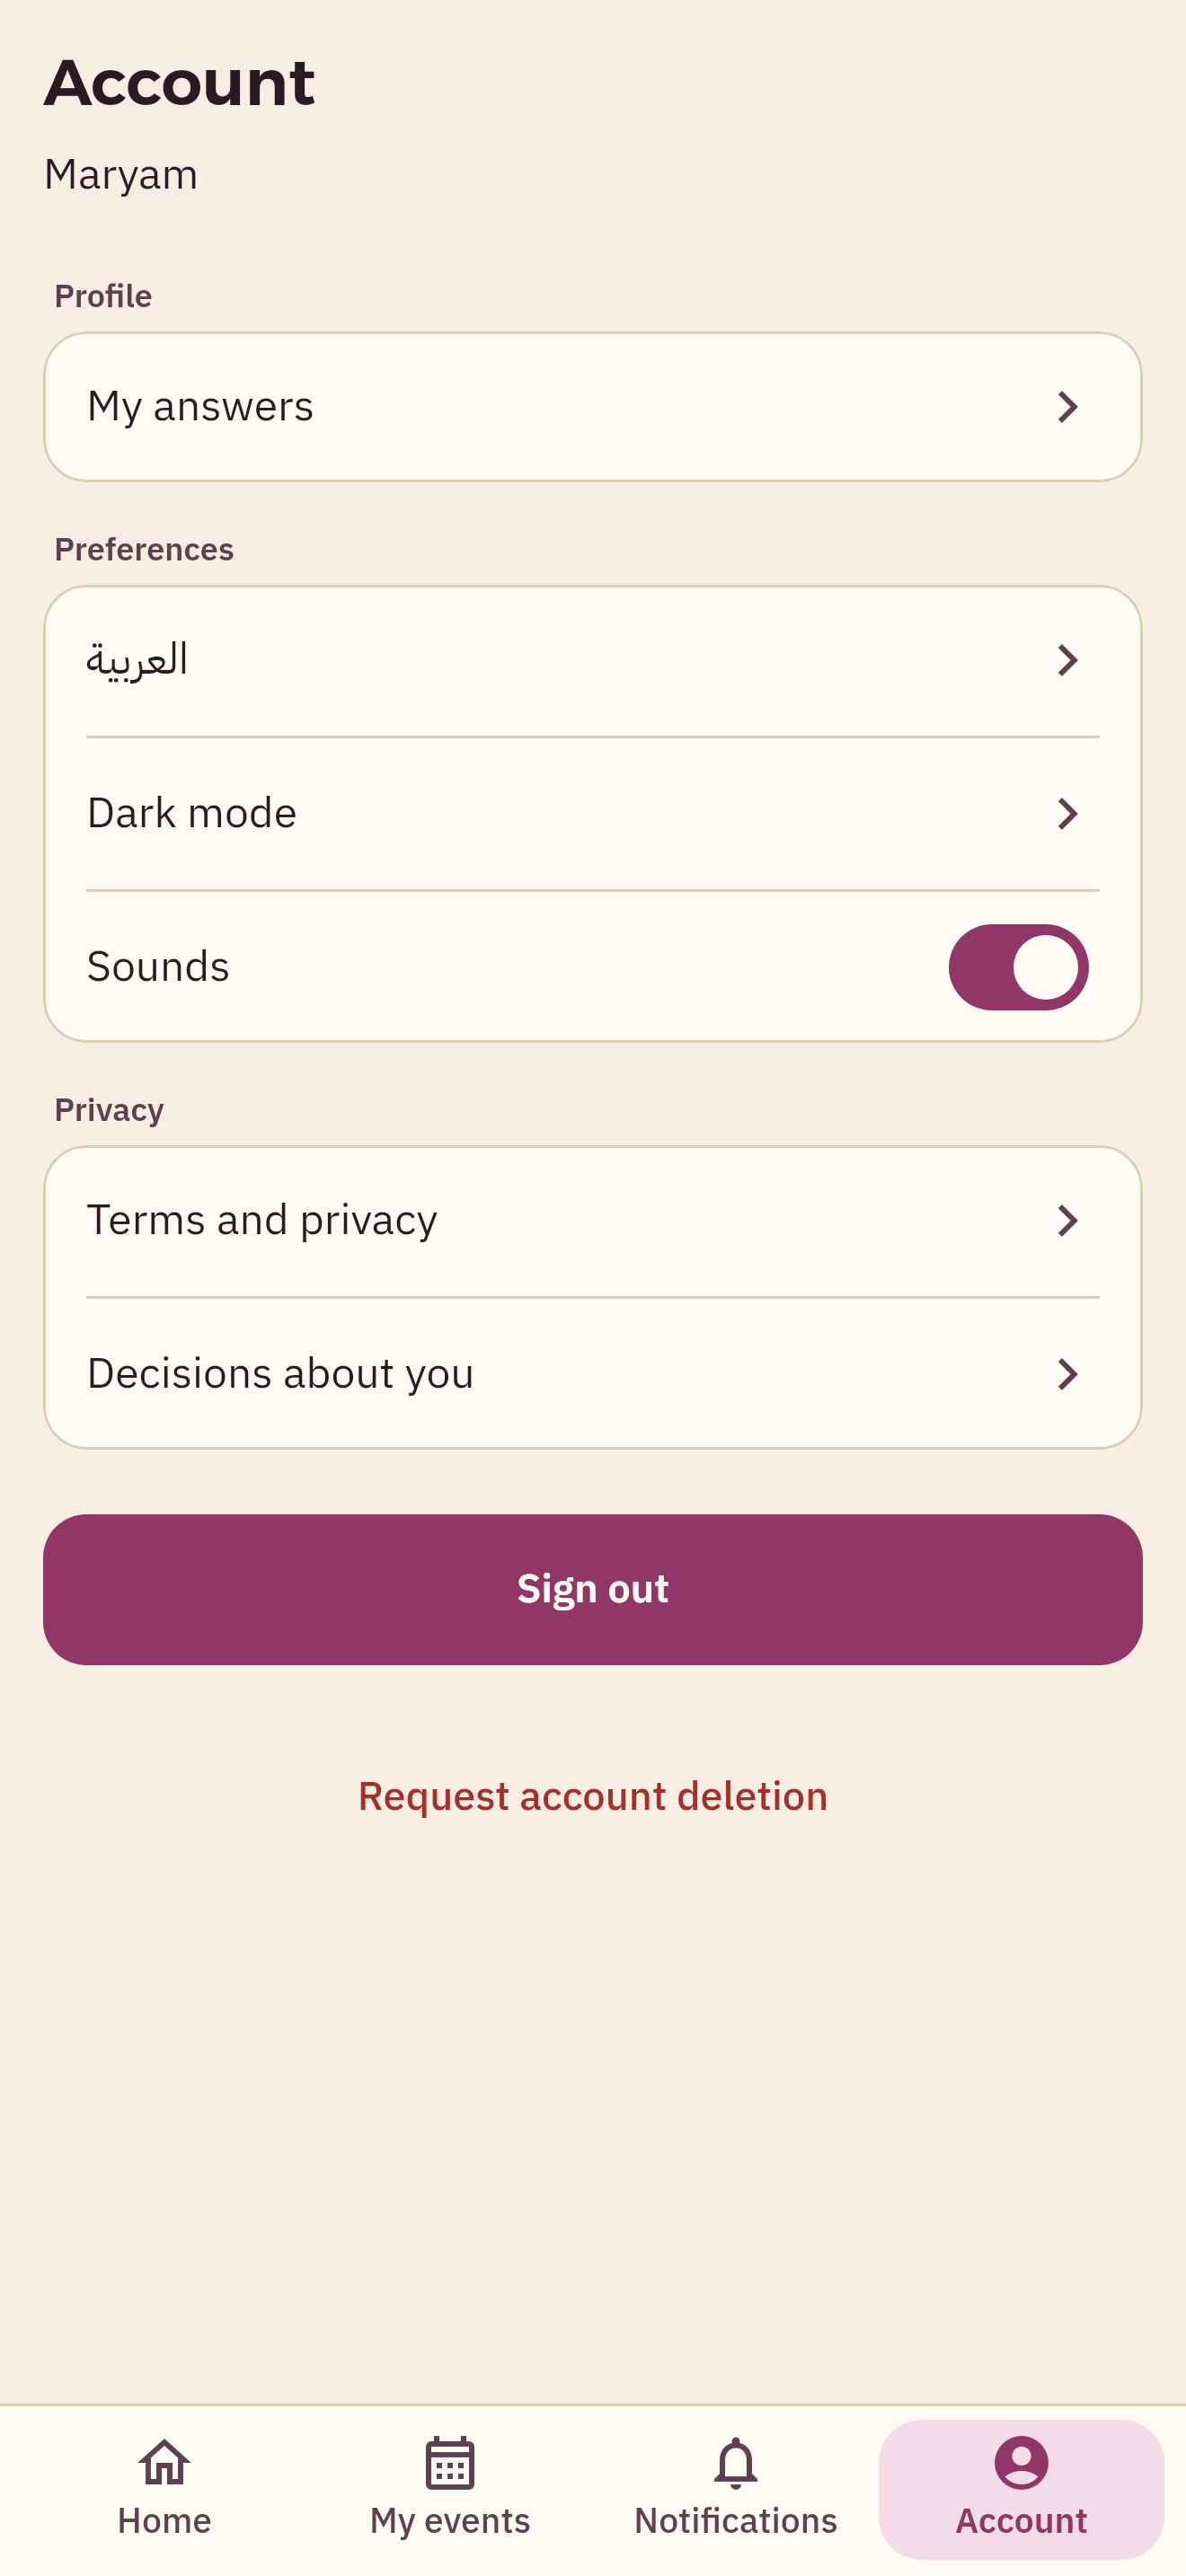 Account
Maryam
Profile
My answers
Preferences
العربية
Dark mode
Sounds
Privacy
Terms and privacy
Decisions about you
Sign out
Request account deletion
Home
My events
Notifications
Account